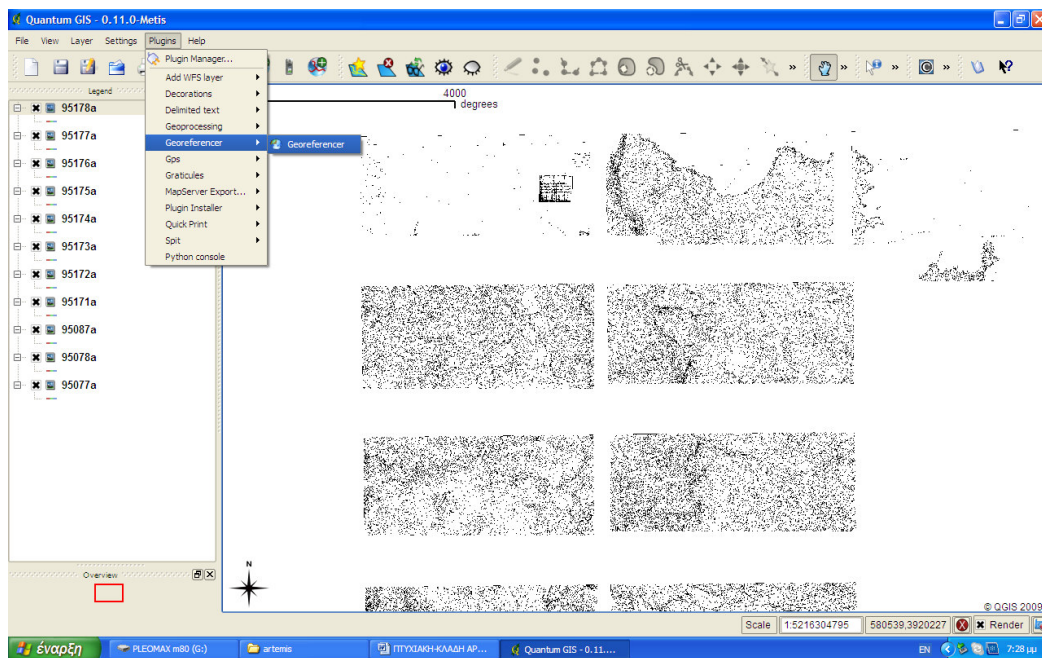 Quantum GIS - 0.11.0-Metis
File View Layer Settings Plugins Help
Plugin Manager...
Add WFS layer
Decorations
Delimited text
Geoprocessing
Georeferencer
Georeferencer
Gps
Graticules
MapServer Export...
Plugin Installer
Quick Print
Spit
Python console
Legend
95178a
95177a
95176a
95175a
95174a
95173a
95172a
95171a
95087a
95078a
95077a
4000
degrees
Overview
N
© QGIS 2009
Scale 1:5216304795 580539,3920227 Render
έναρξη PLEOMAX m80 (G:) artemis ΠΤΥΧΙΑΚΗ-ΚΛΑΔΗ ΑΡ... Quantum GIS - 0.11.... EN 7:28 μμ